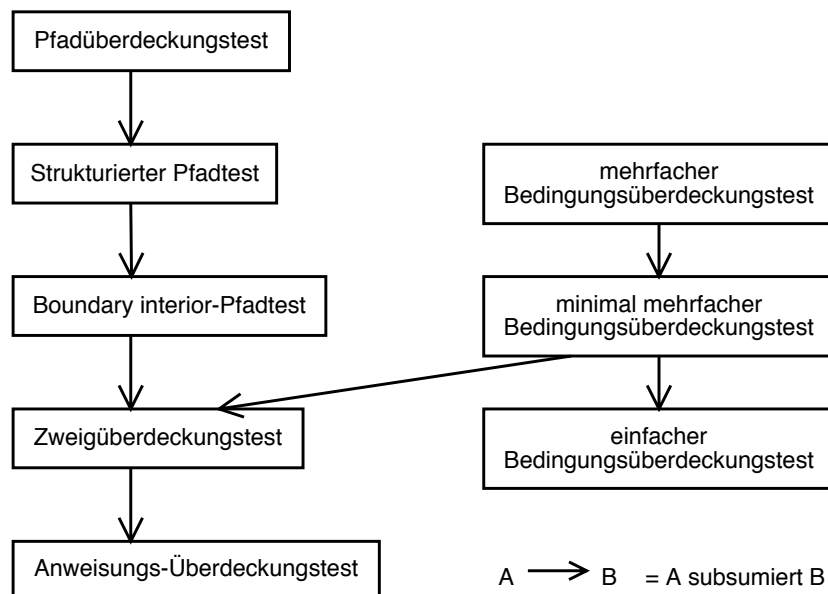 Pfadüberdeckungstest
Strukturierter Pfadtest
mehrfacher
Bedingungsüberdeckungstest
Boundary interior-Pfadtest
minimal mehrfacher
Bedingungsüberdeckungstest
Zweigüberdeckungstest
einfacher
Bedingungsüberdeckungstest
Anweisungs-Überdeckungstest
A B = A subsumiert B